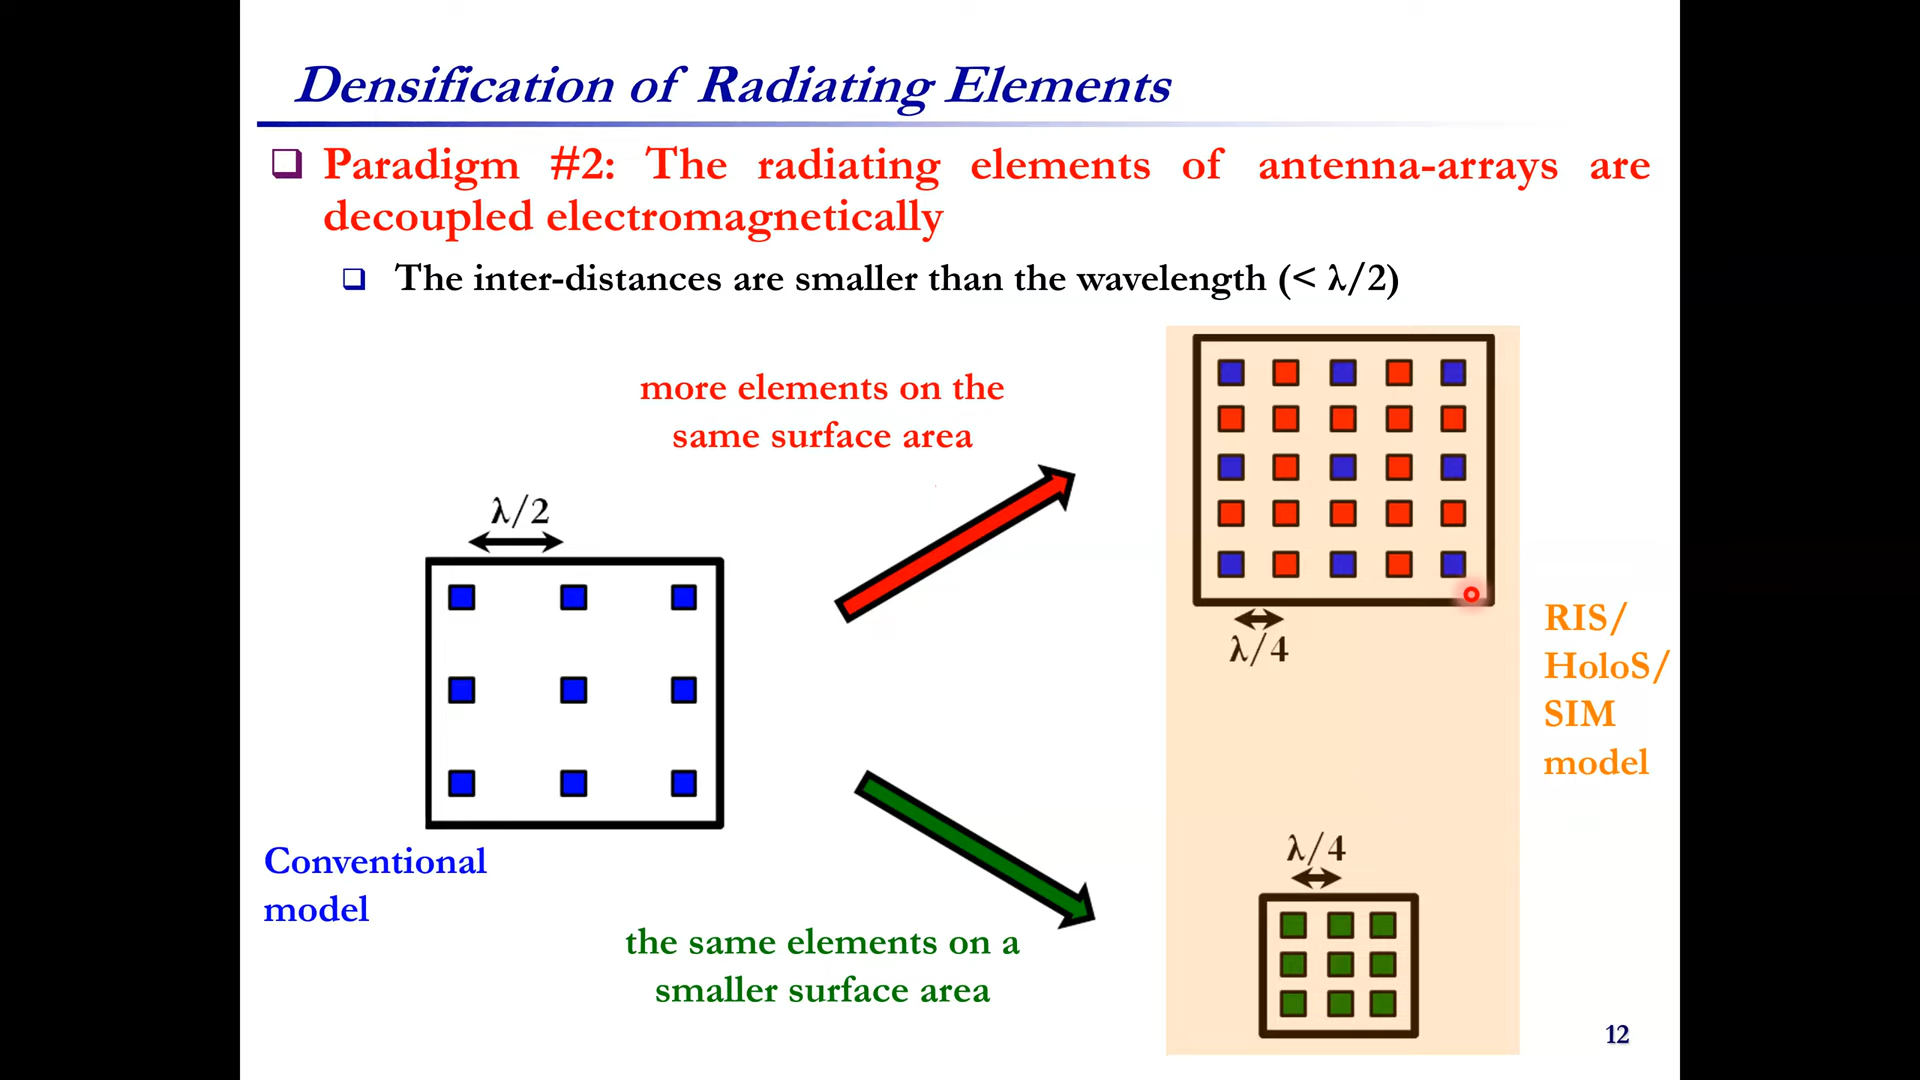 Densification of Radiating Elements
Paradigm #2: The radiating elements of antenna-arrays are
decoupled electromagnetically
The inter-distances are smaller than the wavelength (< λ/2)
more elements on the
same surface area
λ/2
λ/4
RIS/
HoloS/
SIM
model
Conventional
model
λ/4
the same elements on a
smaller surface area
12